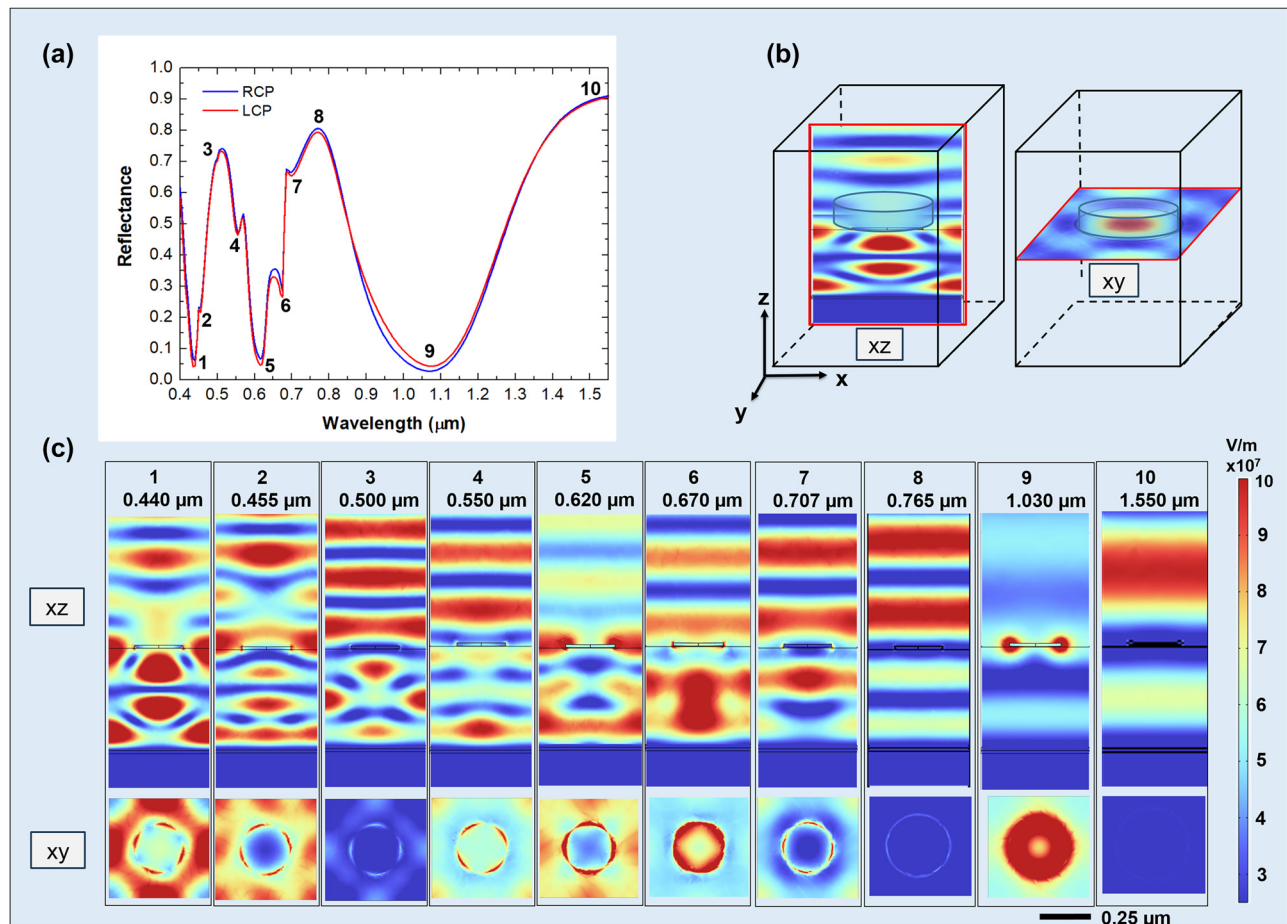 (a)
1.0
0.9
0.8
0.7
0.6
0.5
0.4
0.3
0.2
0.1
0.0
Reflectance
RCP
LCP
1
2
3
4
5
6
7
8
9
10
0.4 0.5 0.6 0.7 0.8 0.9 1.0 1.1 1.2 1.3 1.4 1.5
Wavelength (μm)
(b)
z
x
y
xz
xy
(c)
1 2 3 4 5 6 7 8 9 10
0.440 μm 0.455 μm 0.500 μm 0.550 μm 0.620 μm 0.670 μm 0.707 μm 0.765 μm 1.030 μm 1.550 μm
xz
xy
V/m
x10⁷
10
9
8
7
6
5
4
3
0.25 μm